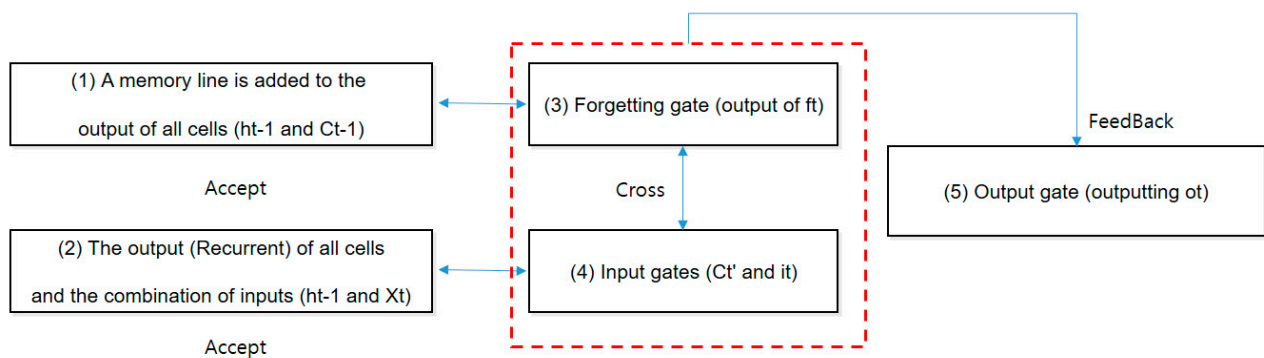 (1) A memory line is added to the
output of all cells (ht-1 and Ct-1)
Accept
(2) The output (Recurrent) of all cells
and the combination of inputs (ht-1 and Xt)
Accept
(3) Forgetting gate (output of ft)
Cross
(4) Input gates (Ct' and it)
FeedBack
(5) Output gate (outputting ot)